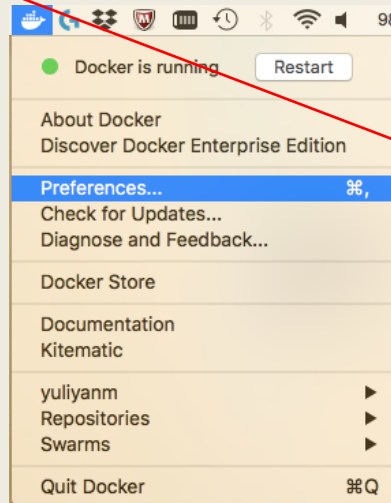 98
Docker is running Restart
About Docker
Discover Docker Enterprise Edition
Preferences... ⌘,
Check for Updates...
Diagnose and Feedback...
Docker Store
Documentation
Kitematic
yuliyanm ▶
Repositories ▶
Swarms ▶
Quit Docker ⌘Q